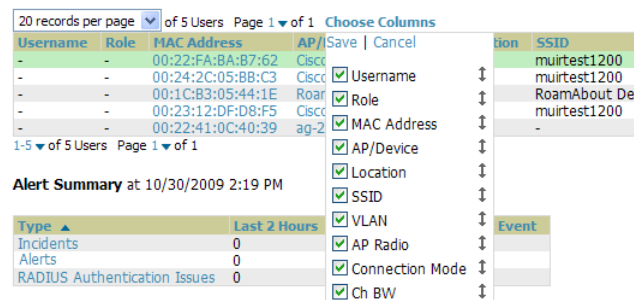 20 records per page of 5 Users Page 1 of 1 Choose Columns
Username Role MAC Address AP/ Save | Cancel tion SSID
- - 00:22:FA:BA:B7:62 Cisco muirtest1200
- - 00:24:2C:05:BB:C3 Cisco muirtest1200
- - 00:1C:B3:05:44:1E Roam RoamAbout De
- - 00:23:12:DF:D8:F5 Cisco muirtest1200
- - 00:22:41:0C:40:39 ag-2 -
1-5 of 5 Users Page 1 of 1
Username
Role
MAC Address
AP/Device
Location
SSID
VLAN
AP Radio
Connection Mode
Ch BW
Alert Summary at 10/30/2009 2:19 PM
Type Last 2 Hours Event
Incidents 0
Alerts 0
RADIUS Authentication Issues 0